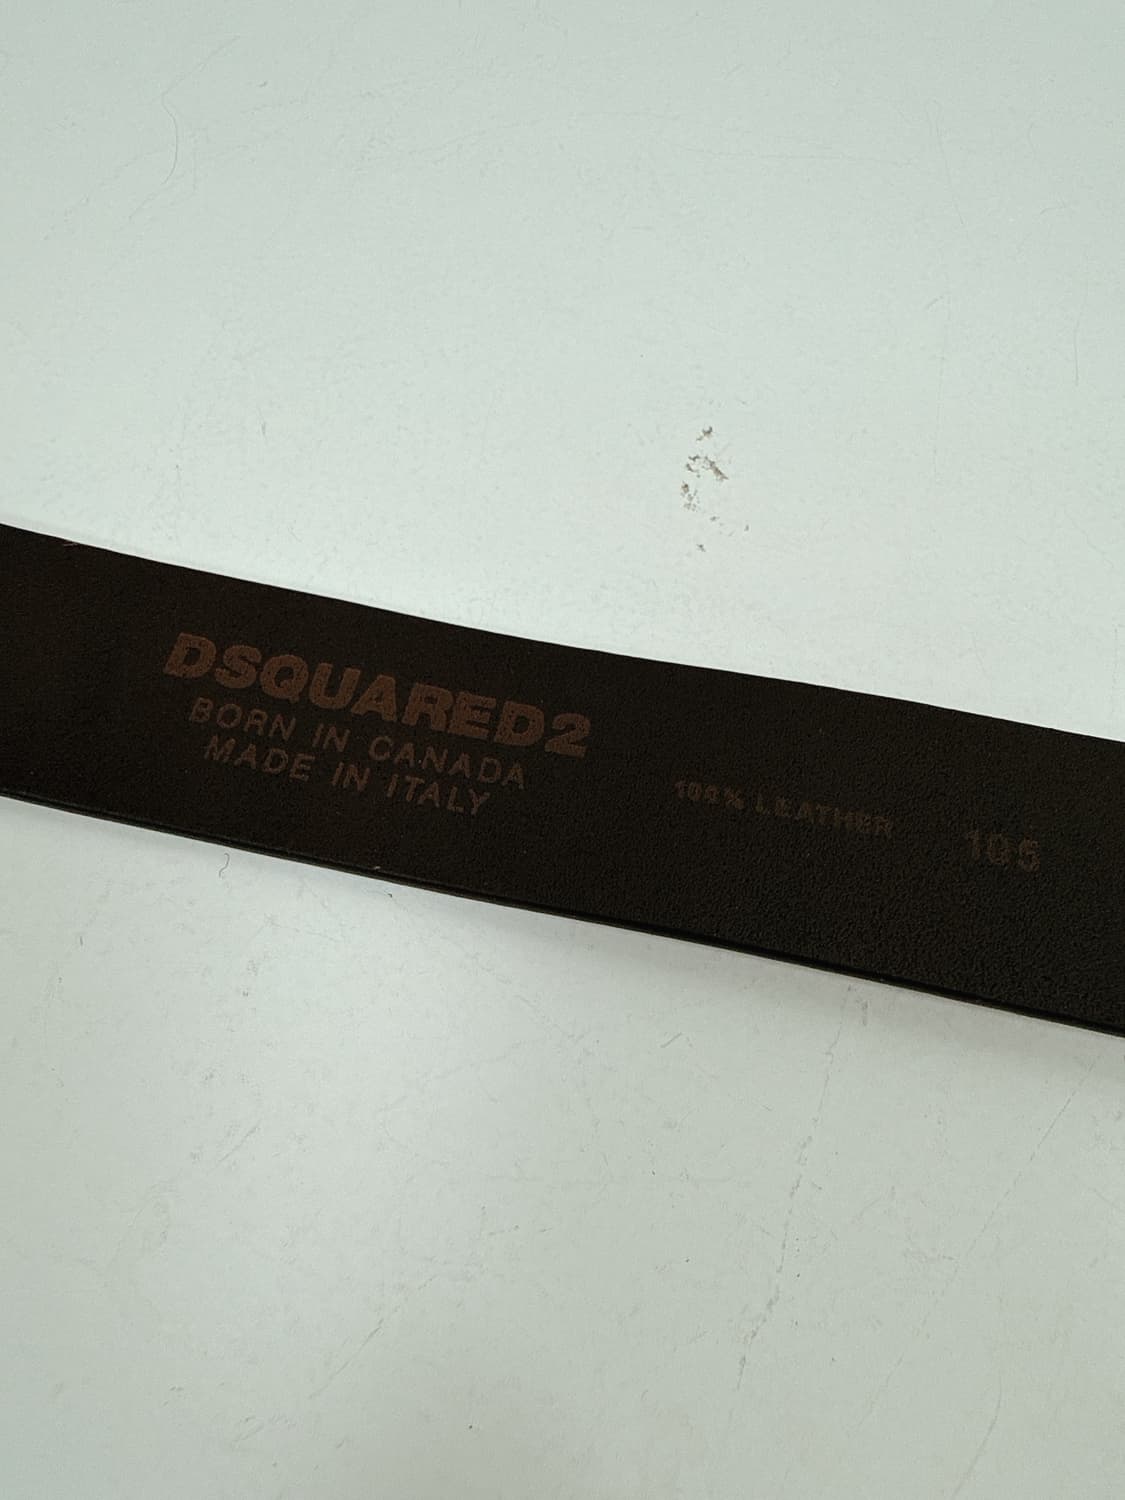 DSQUARED2
BORN IN CANADA
MADE IN ITALY
100% LEATHER
105